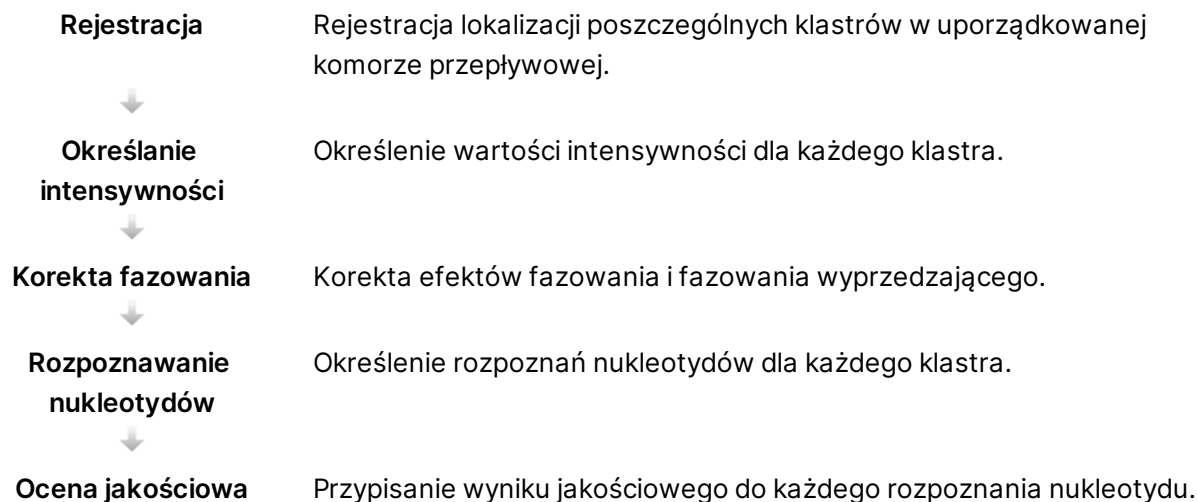 Rejestracja
Rejestracja lokalizacji poszczególnych klastrów w uporządkowanej
komorze przepływowej.
Określanie
intensywności
Określenie wartości intensywności dla każdego klastra.
Korekta fazowania
Korekta efektów fazowania i fazowania wyprzedzającego.
Rozpoznawanie
nukleotydów
Określenie rozpoznań nukleotydów dla każdego klastra.
Ocena jakościowa
Przypisanie wyniku jakościowego do każdego rozpoznania nukleotydu.